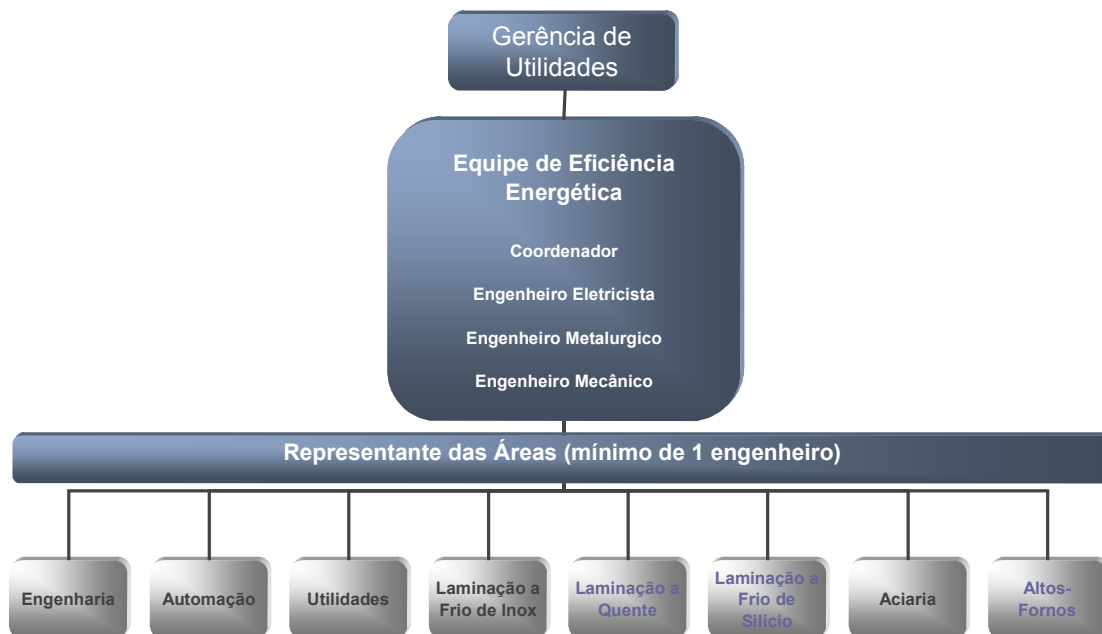 Gerência de
Utilidades
Equipe de Eficiência
Energética
Coordenador
Engenheiro Eletricista
Engenheiro Metalurgico
Engenheiro Mecânico
Representante das Áreas (mínimo de 1 engenheiro)
Engenharia
Automação
Utilidades
Laminação a
Frio de Inox
Laminação a
Quente
Laminação a
Frio de
Silício
Aciaria
Altos-
Fornos